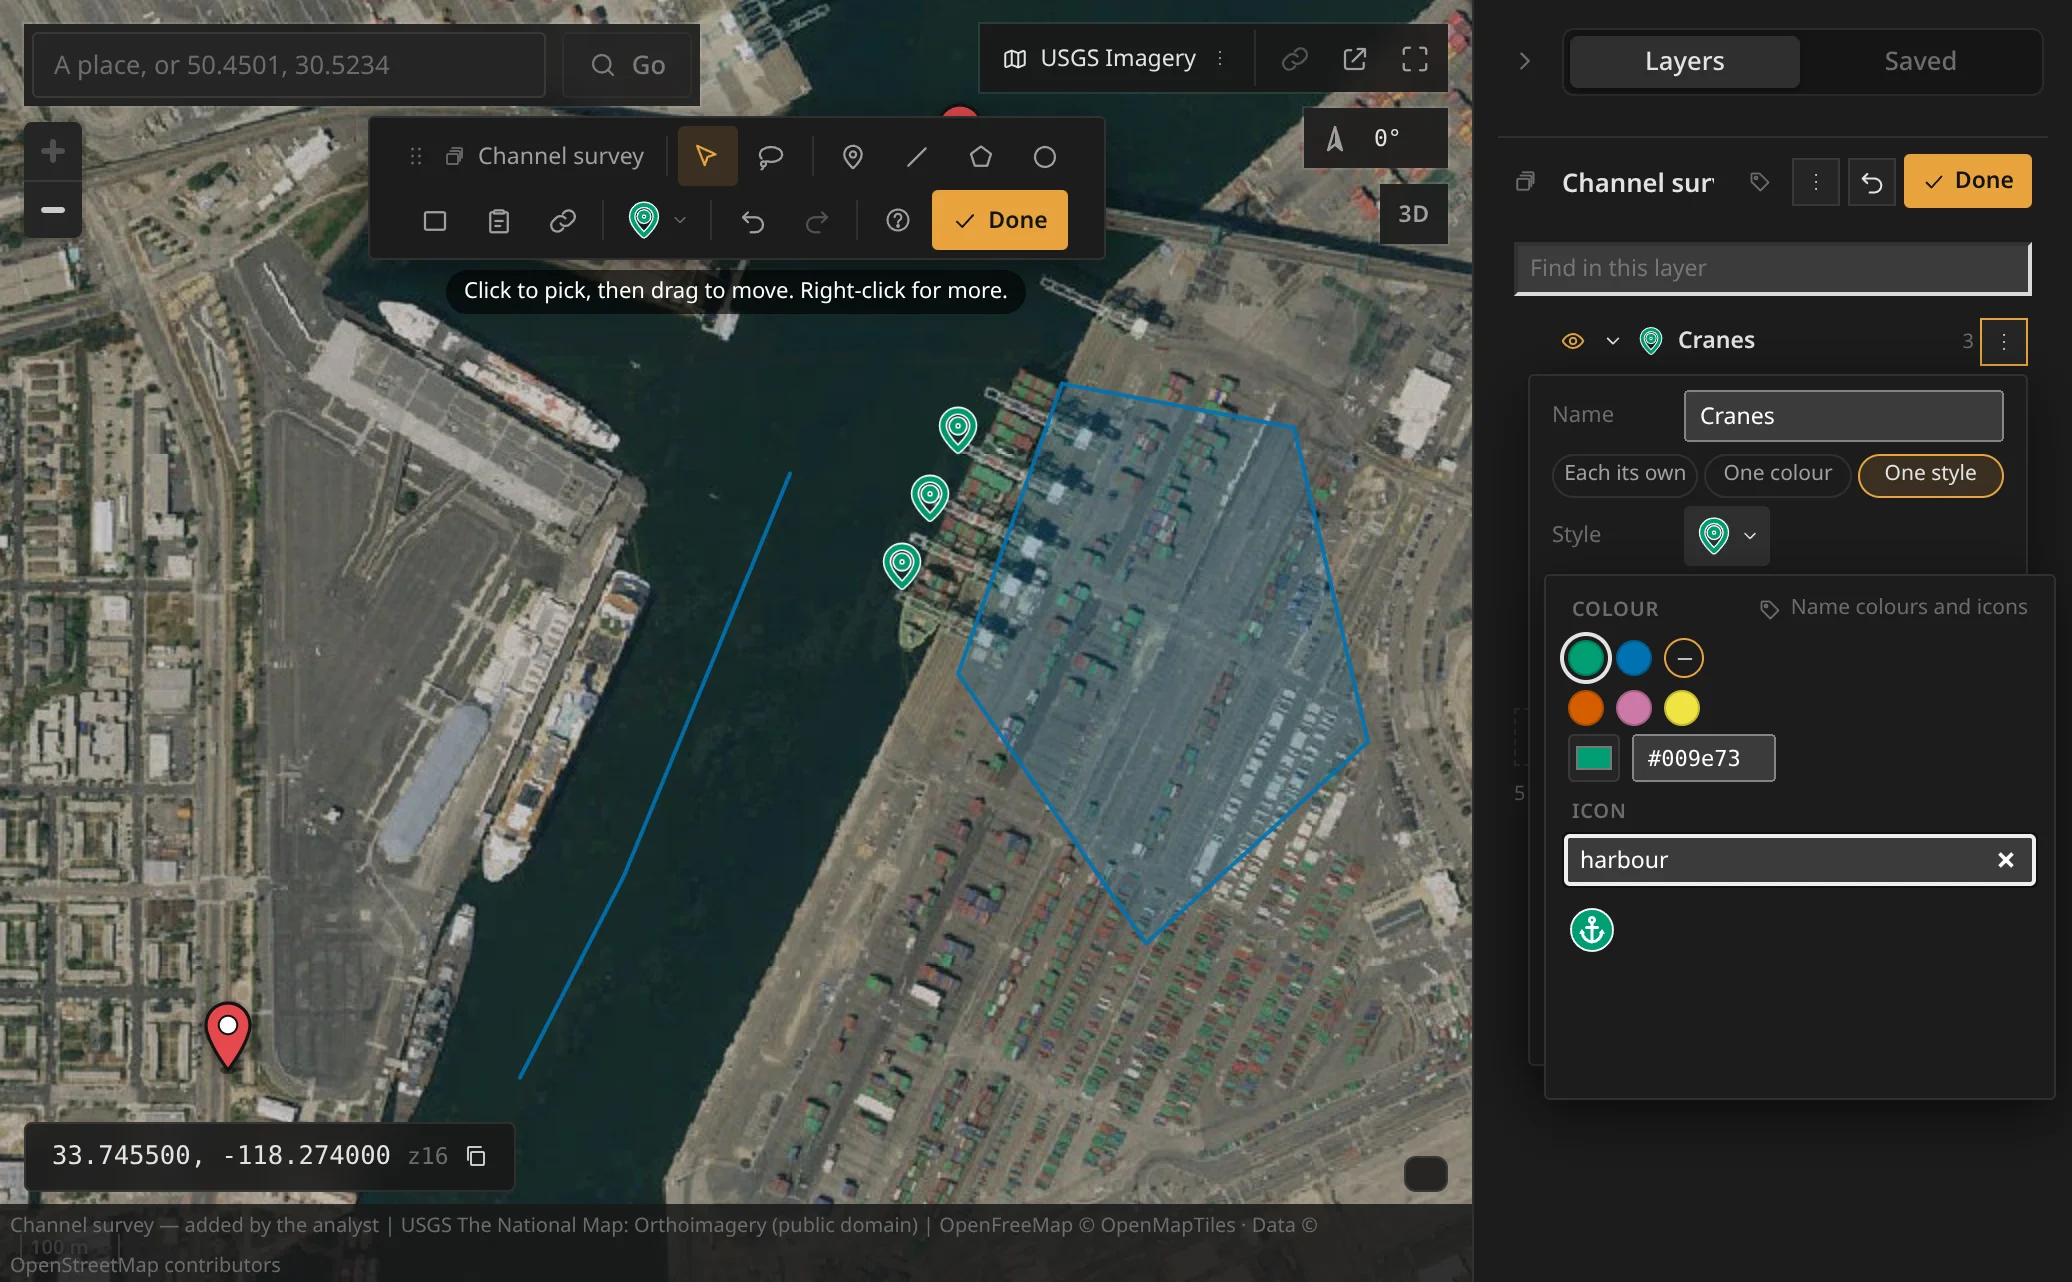 A place, or 50.4501, 30.5234
Go
USGS Imagery
Layers
Saved
0°
3D
Channel survey
Done
Click to pick, then drag to move. Right-click for more.
Channel sur
Done
Find in this layer
Cranes
3
Name
Cranes
Each its own
One colour
One style
Style
COLOUR
Name colours and icons
#009e73
5
ICON
harbour
33.745500, -118.274000 z16
Channel survey — added by the analyst | USGS The National Map: Orthoimagery (public domain) | OpenFreeMap © OpenMapTiles · Data ©
100 m
OpenStreetMap contributors